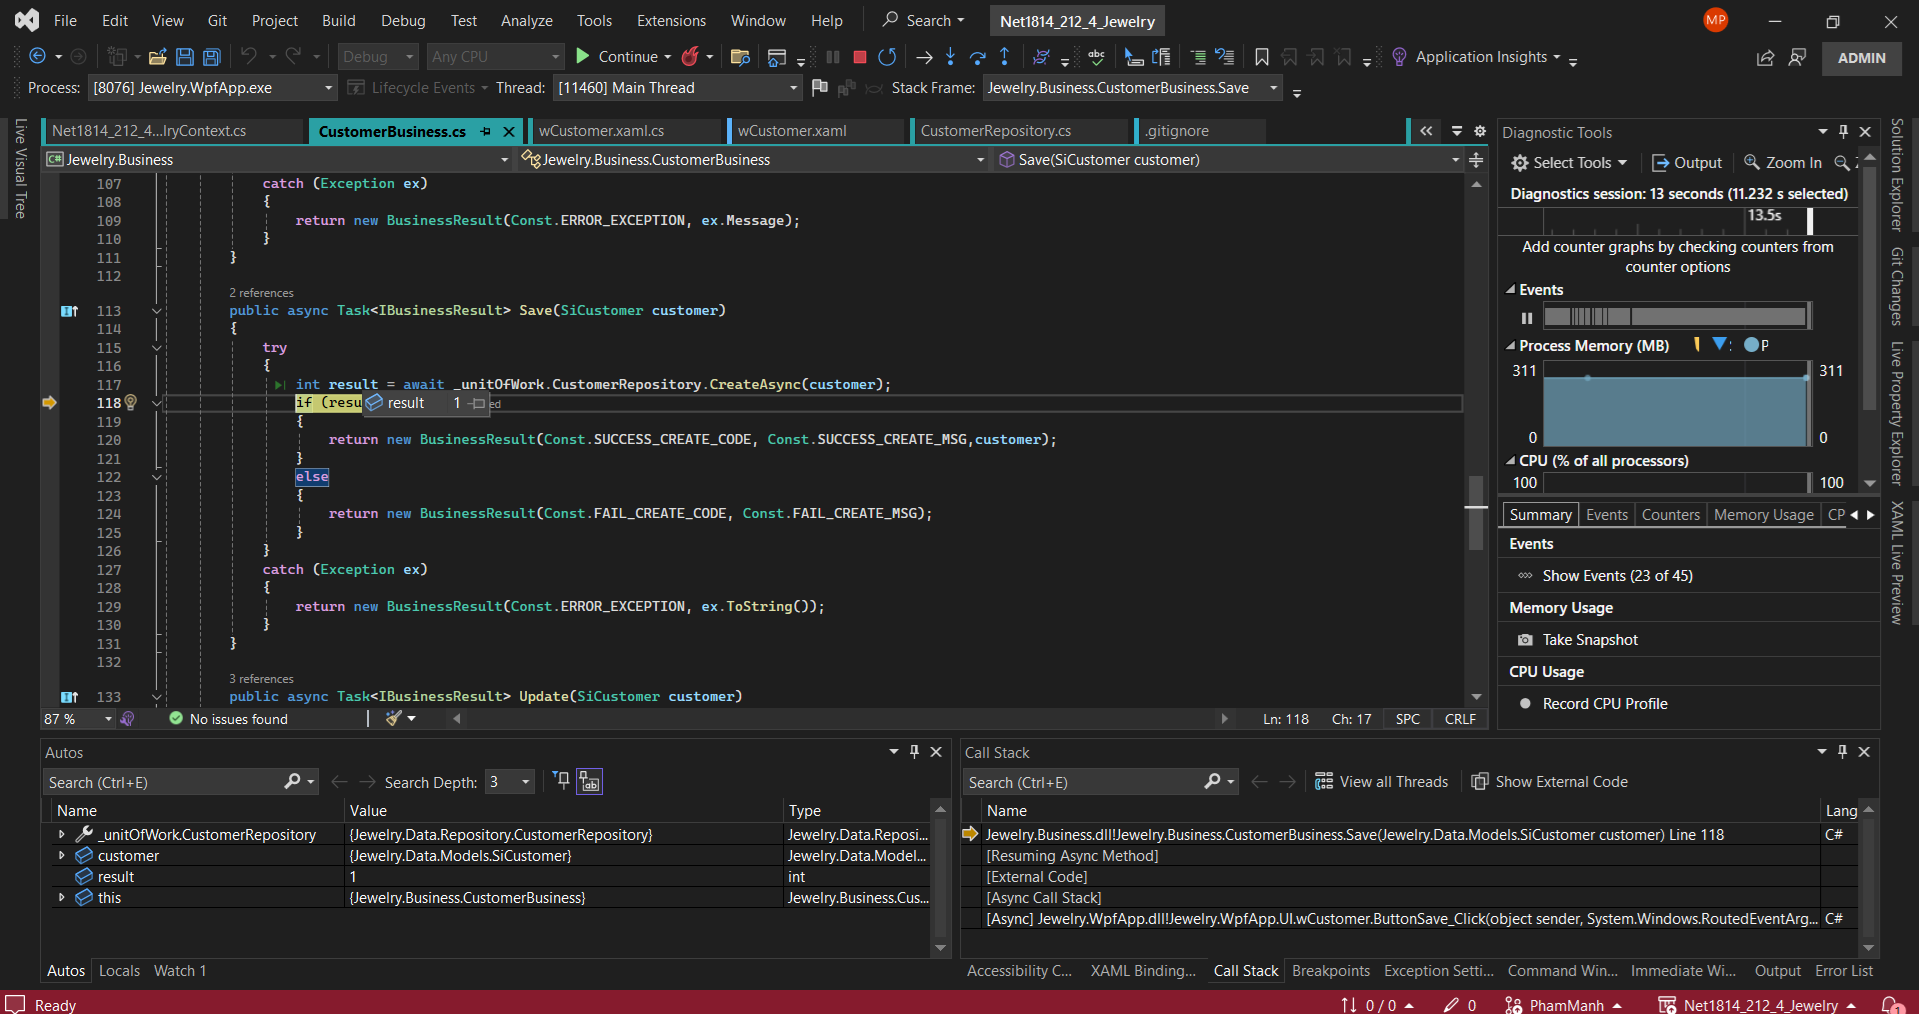 File Edit View Git Project Build Debug Test Analyze Tools Extensions Window Help Search Net1814_212_4_Jewelry MP
Debug Any CPU Continue abc Application Insights ADMIN
Process: [8076] Jewelry.WpfApp.exe Lifecycle Events Thread: [11460] Main Thread Stack Frame: Jewelry.Business.CustomerBusiness.Save
Net1814_212_4...lryContext.cs CustomerBusiness.cs wCustomer.xaml.cs wCustomer.xaml CustomerRepository.cs .gitignore
C# Jewelry.Business Jewelry.Business.CustomerBusiness Save(SiCustomer customer)
107 catch (Exception ex)
108 {
109 return new BusinessResult(Const.ERROR_EXCEPTION, ex.Message);
110 }
111 }
112
2 references
113 public async Task<IBusinessResult> Save(SiCustomer customer)
114 {
115 try
116 {
117 int result = await _unitOfWork.CustomerRepository.CreateAsync(customer);
118 if (resu result 1 ed
119 {
120 return new BusinessResult(Const.SUCCESS_CREATE_CODE, Const.SUCCESS_CREATE_MSG,customer);
121 }
122 else
123 {
124 return new BusinessResult(Const.FAIL_CREATE_CODE, Const.FAIL_CREATE_MSG);
125 }
126 }
127 catch (Exception ex)
128 {
129 return new BusinessResult(Const.ERROR_EXCEPTION, ex.ToString());
130 }
131 }
132
3 references
133 public async Task<IBusinessResult> Update(SiCustomer customer)
87 % No issues found Ln: 118 Ch: 17 SPC CRLF
Live Visual Tree
Diagnostic Tools
Select Tools Output Zoom In
Diagnostics session: 13 seconds (11.232 s selected)
13.5s
Add counter graphs by checking counters from
counter options
Events
Process Memory (MB) P
311 311
0 0
CPU (% of all processors)
100 100
Summary Events Counters Memory Usage CP
Events
Show Events (23 of 45)
Memory Usage
Take Snapshot
CPU Usage
Record CPU Profile
Solution Explorer
Git Changes
Live Property Explorer
XAML Live Preview
Autos
Search (Ctrl+E) Search Depth: 3
Name Value Type
_unitOfWork.CustomerRepository {Jewelry.Data.Repository.CustomerRepository} Jewelry.Data.Reposi...
customer {Jewelry.Data.Models.SiCustomer} Jewelry.Data.Model...
result 1 int
this {Jewelry.Business.CustomerBusiness} Jewelry.Business.Cus...
Autos Locals Watch 1
Call Stack
Search (Ctrl+E) View all Threads Show External Code
Name Lang
Jewelry.Business.dll!Jewelry.Business.CustomerBusiness.Save(Jewelry.Data.Models.SiCustomer customer) Line 118 C#
[Resuming Async Method]
[External Code]
[Async Call Stack]
[Async] Jewelry.WpfApp.dll!Jewelry.WpfApp.UI.wCustomer.ButtonSave_Click(object sender, System.Windows.RoutedEventArg... C#
Accessibility C... XAML Binding... Call Stack Breakpoints Exception Setti... Command Win... Immediate Wi... Output Error List
Ready 0 / 0 0 PhamManh Net1814_212_4_Jewelry 1